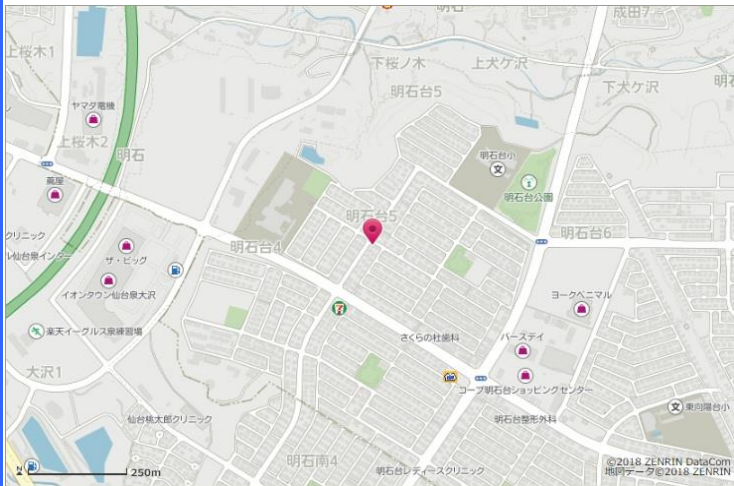 上桜木1
明石
成田7
下桜ノ木
上犬ケ沢
下犬ケ沢
明石台5
ヤマダ電機
上桜木2
明石
明石台小
文
蔦屋
明石台公園
明石台5
明石台6
クリニック
明石台4
ル仙台泉インター
ザ・ビッグ
イオンタウン仙台泉大沢
ヨークベニマル
楽天イーグルス泉練習場
さくらの杜歯科
バースデイ
大沢1
コープ明石台ショッピングセンター
文
東向陽台小
仙台桃太郎クリニック
明石台整形外科
明石南4
明石台レディースクリニック
N
250m
©2018 ZENRIN DataCom
地図データ©2018 ZENRIN